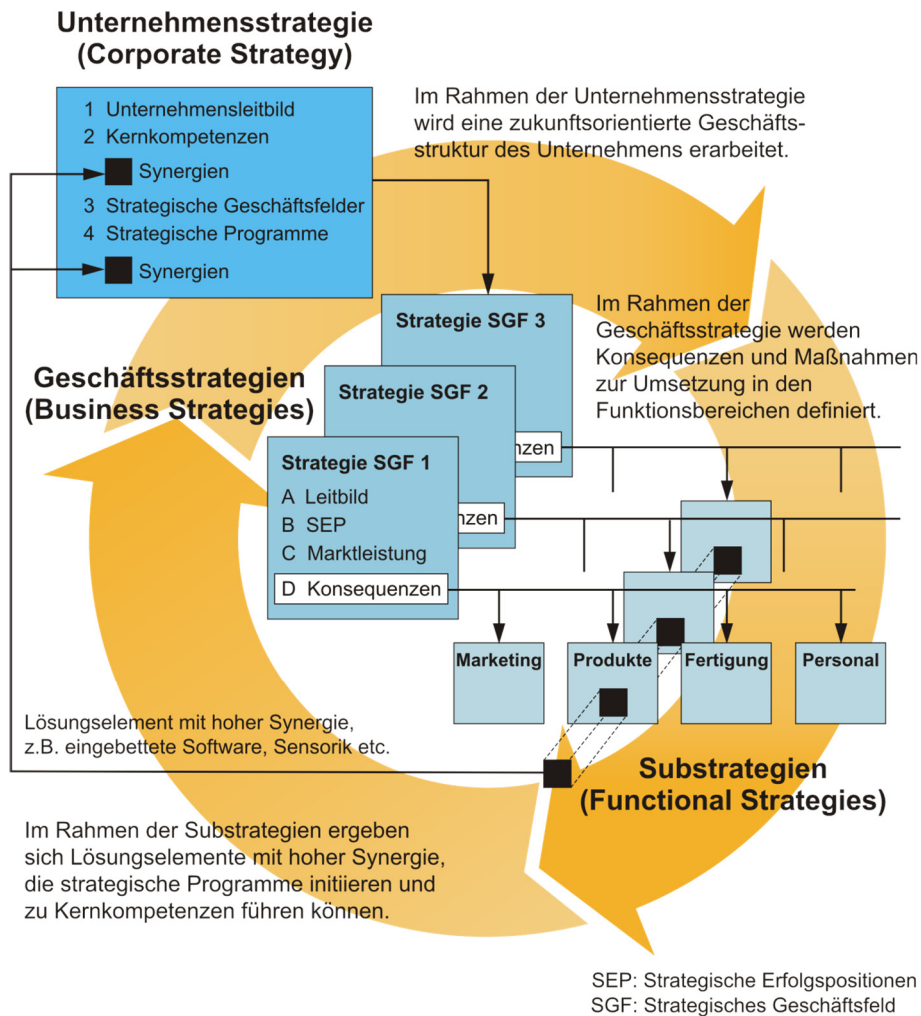 Unternehmensstrategie
(Corporate Strategy)
1 Unternehmensleitbild
2 Kernkompetenzen
Synergien
3 Strategische Geschäftsfelder
4 Strategische Programme
Synergien
Im Rahmen der Unternehmensstrategie
wird eine zukunftsorientierte Geschäfts-
struktur des Unternehmens erarbeitet.
Strategie SGF 3
nzen
Im Rahmen der
Geschäftsstrategie werden
Konsequenzen und Maßnahmen
zur Umsetzung in den
Funktionsbereichen definiert.
Geschäftsstrategien
(Business Strategies)
Strategie SGF 2
nzen
Strategie SGF 1
A Leitbild
B SEP
C Marktleistung
D Konsequenzen
Marketing
Produkte
Fertigung
Personal
Lösungselement mit hoher Synergie,
z.B. eingebettete Software, Sensorik etc.
Substrategien
(Functional Strategies)
Im Rahmen der Substrategien ergeben
sich Lösungselemente mit hoher Synergie,
die strategische Programme initiieren und
zu Kernkompetenzen führen können.
SEP: Strategische Erfolgspositionen
SGF: Strategisches Geschäftsfeld